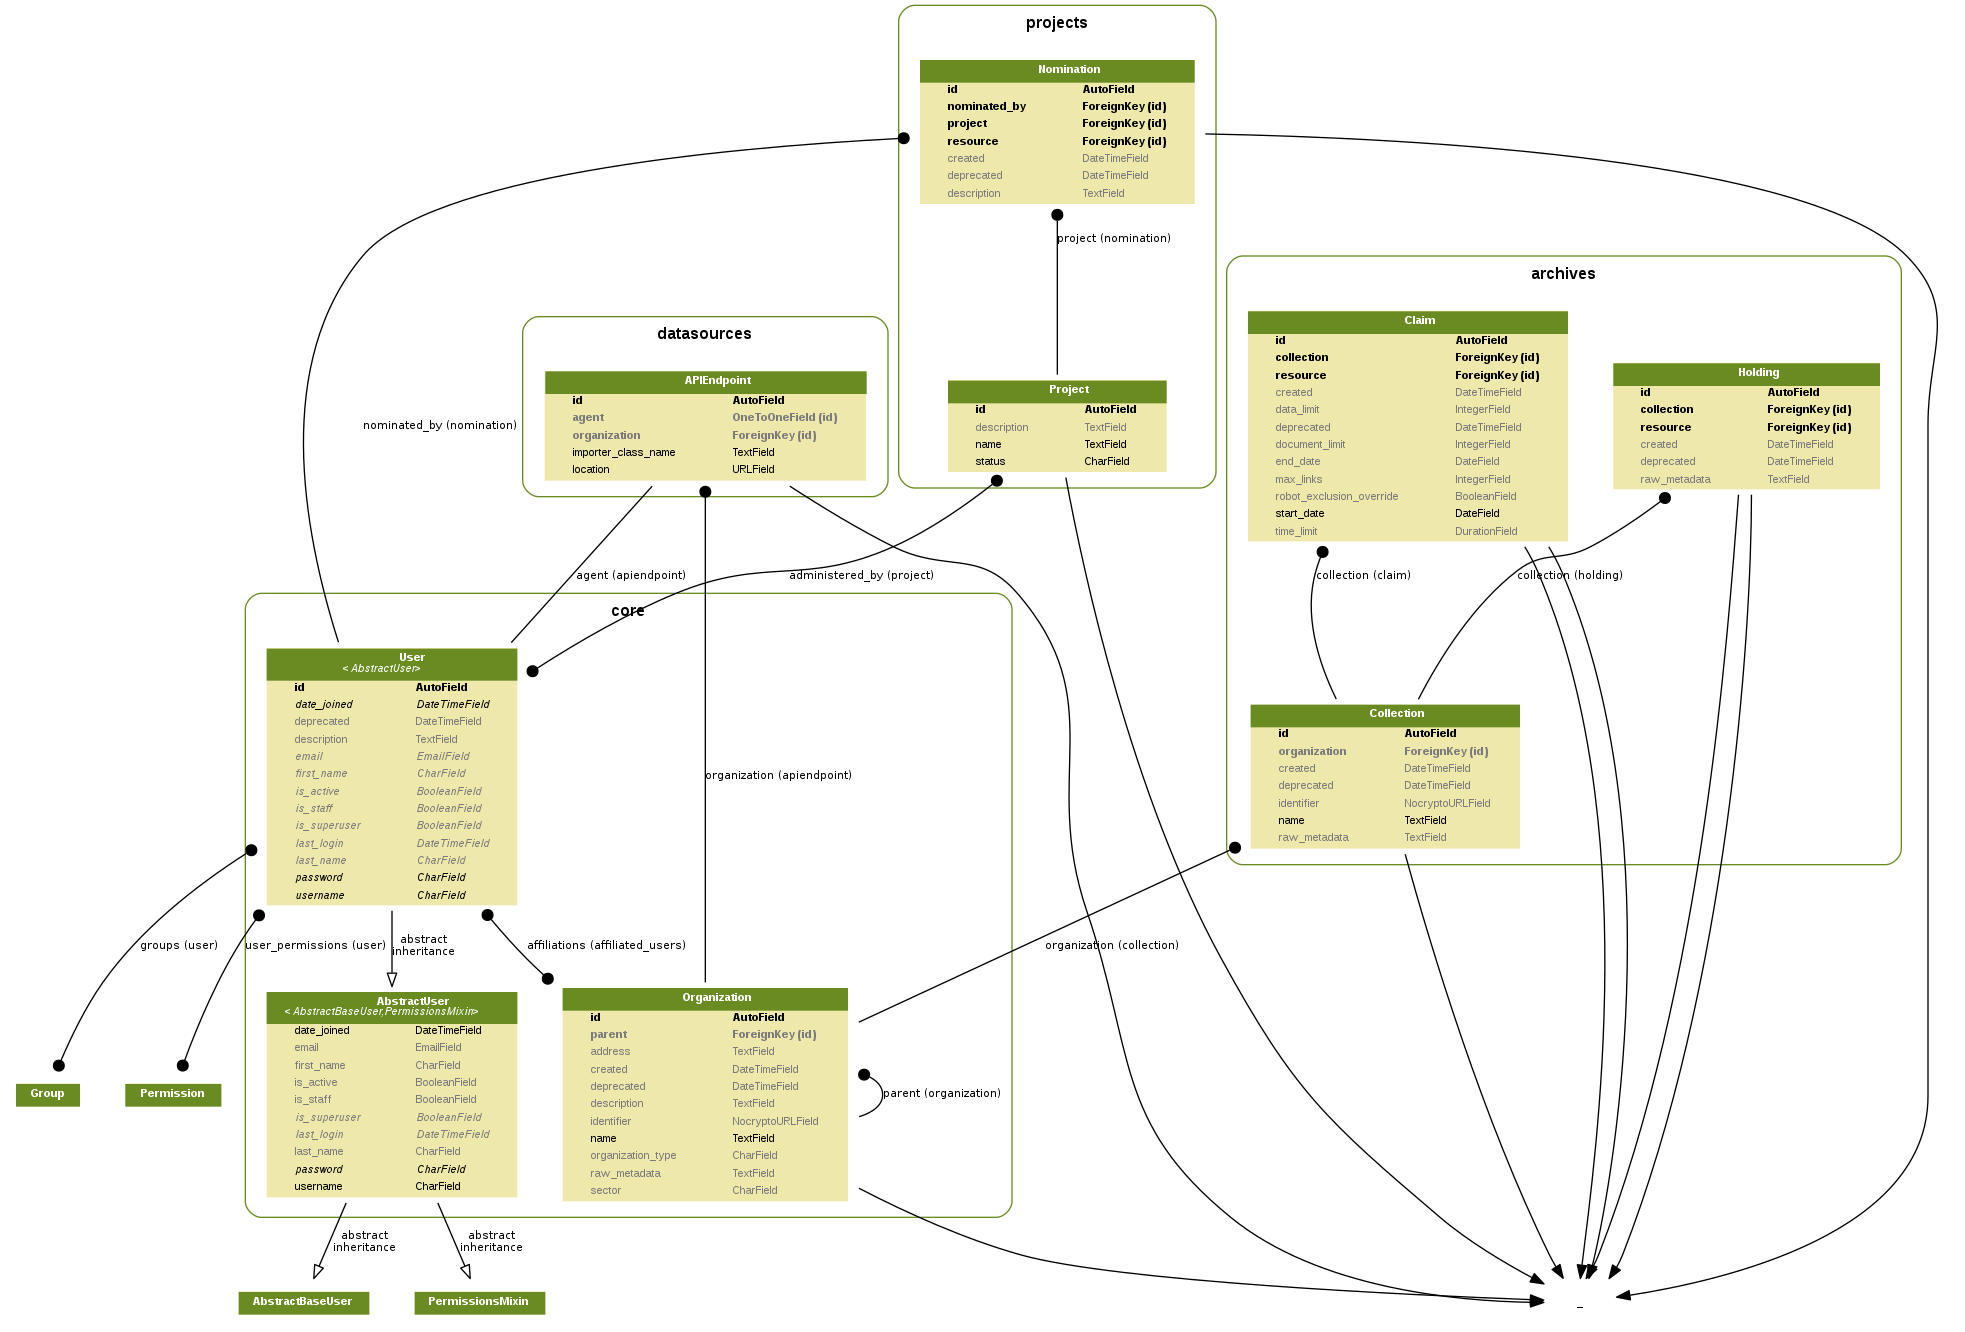 projects
Nomination
id AutoField
nominated_by ForeignKey (id)
project ForeignKey (id)
resource ForeignKey (id)
created DateTimeField
deprecated DateTimeField
description TextField
project (nomination)
archives
Claim
id AutoField
collection ForeignKey (id)
resource ForeignKey (id)
created DateTimeField
data_limit IntegerField
deprecated DateTimeField
document_limit IntegerField
end_date DateField
max_links IntegerField
robot_exclusion_override BooleanField
start_date DateField
time_limit DurationField
Holding
id AutoField
collection ForeignKey (id)
resource ForeignKey (id)
created DateTimeField
deprecated DateTimeField
raw_metadata TextField
datasources
APIEndpoint
id AutoField
agent OneToOneField (id)
organization ForeignKey (id)
importer_class_name TextField
location URLField
Project
id AutoField
description TextField
name TextField
status CharField
nominated_by (nomination)
agent (apiendpoint)
administered_by (project)
collection (claim)
collection (holding)
core
User
< AbstractUser>
id AutoField
date_joined DateTimeField
deprecated DateTimeField
description TextField
email EmailField
first_name CharField
is_active BooleanField
is_staff BooleanField
is_superuser BooleanField
last_login DateTimeField
last_name CharField
password CharField
username CharField
organization (apiendpoint)
Collection
id AutoField
organization ForeignKey (id)
created DateTimeField
deprecated DateTimeField
identifier NocryptoURLField
name TextField
raw_metadata TextField
groups (user)
user_permissions (user)
abstract
inheritance
affiliations (affiliated_users)
organization (collection)
AbstractUser
< AbstractBaseUser,PermissionsMixin>
date_joined DateTimeField
email EmailField
first_name CharField
is_active BooleanField
is_staff BooleanField
is_superuser BooleanField
last_login DateTimeField
last_name CharField
password CharField
username CharField
Organization
id AutoField
parent ForeignKey (id)
address TextField
created DateTimeField
deprecated DateTimeField
description TextField
identifier NocryptoURLField
name TextField
organization_type CharField
raw_metadata TextField
sector CharField
parent (organization)
Group
Permission
abstract
inheritance
abstract
inheritance
AbstractBaseUser
PermissionsMixin
_